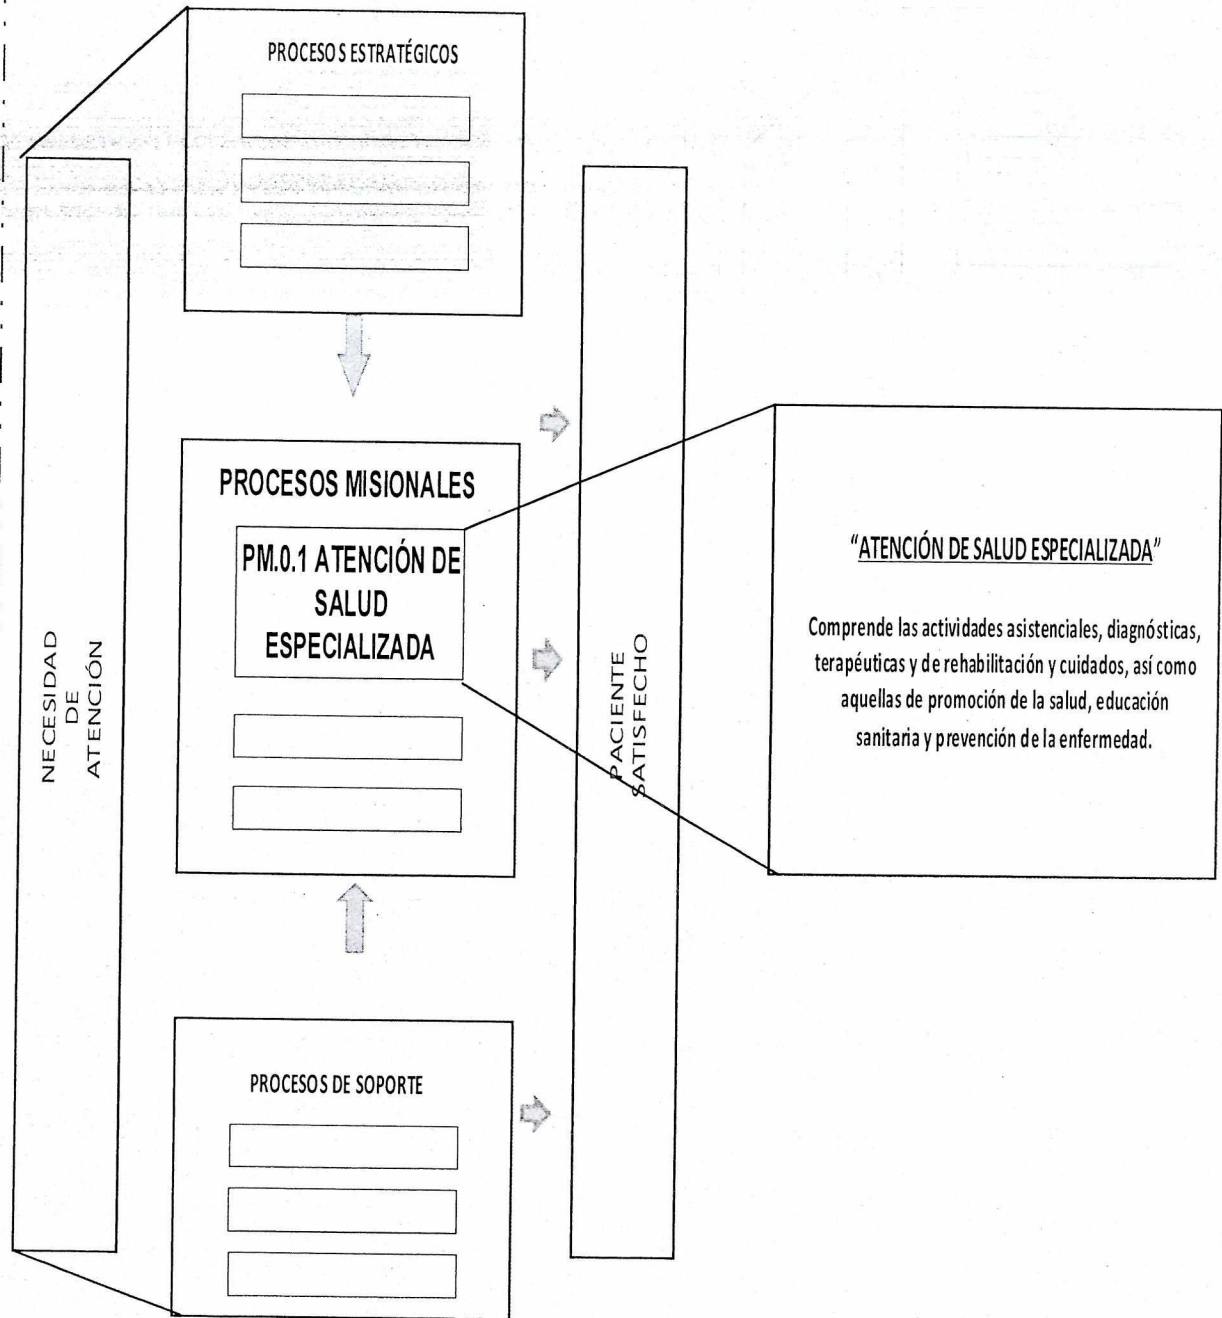 PROCESOS ESTRATÉGICOS
NECESIDAD
DE
ATENCIÓN
PROCESOS MISIONALES
PM.0.1 ATENCIÓN DE
SALUD
ESPECIALIZADA
PACIENTE
SATISFECHO
"ATENCIÓN DE SALUD ESPECIALIZADA"
Comprende las actividades asistenciales, diagnósticas,
terapéuticas y de rehabilitación y cuidados, así como
aquellas de promoción de la salud, educación
sanitaria y prevención de la enfermedad.
PROCESOS DE SOPORTE